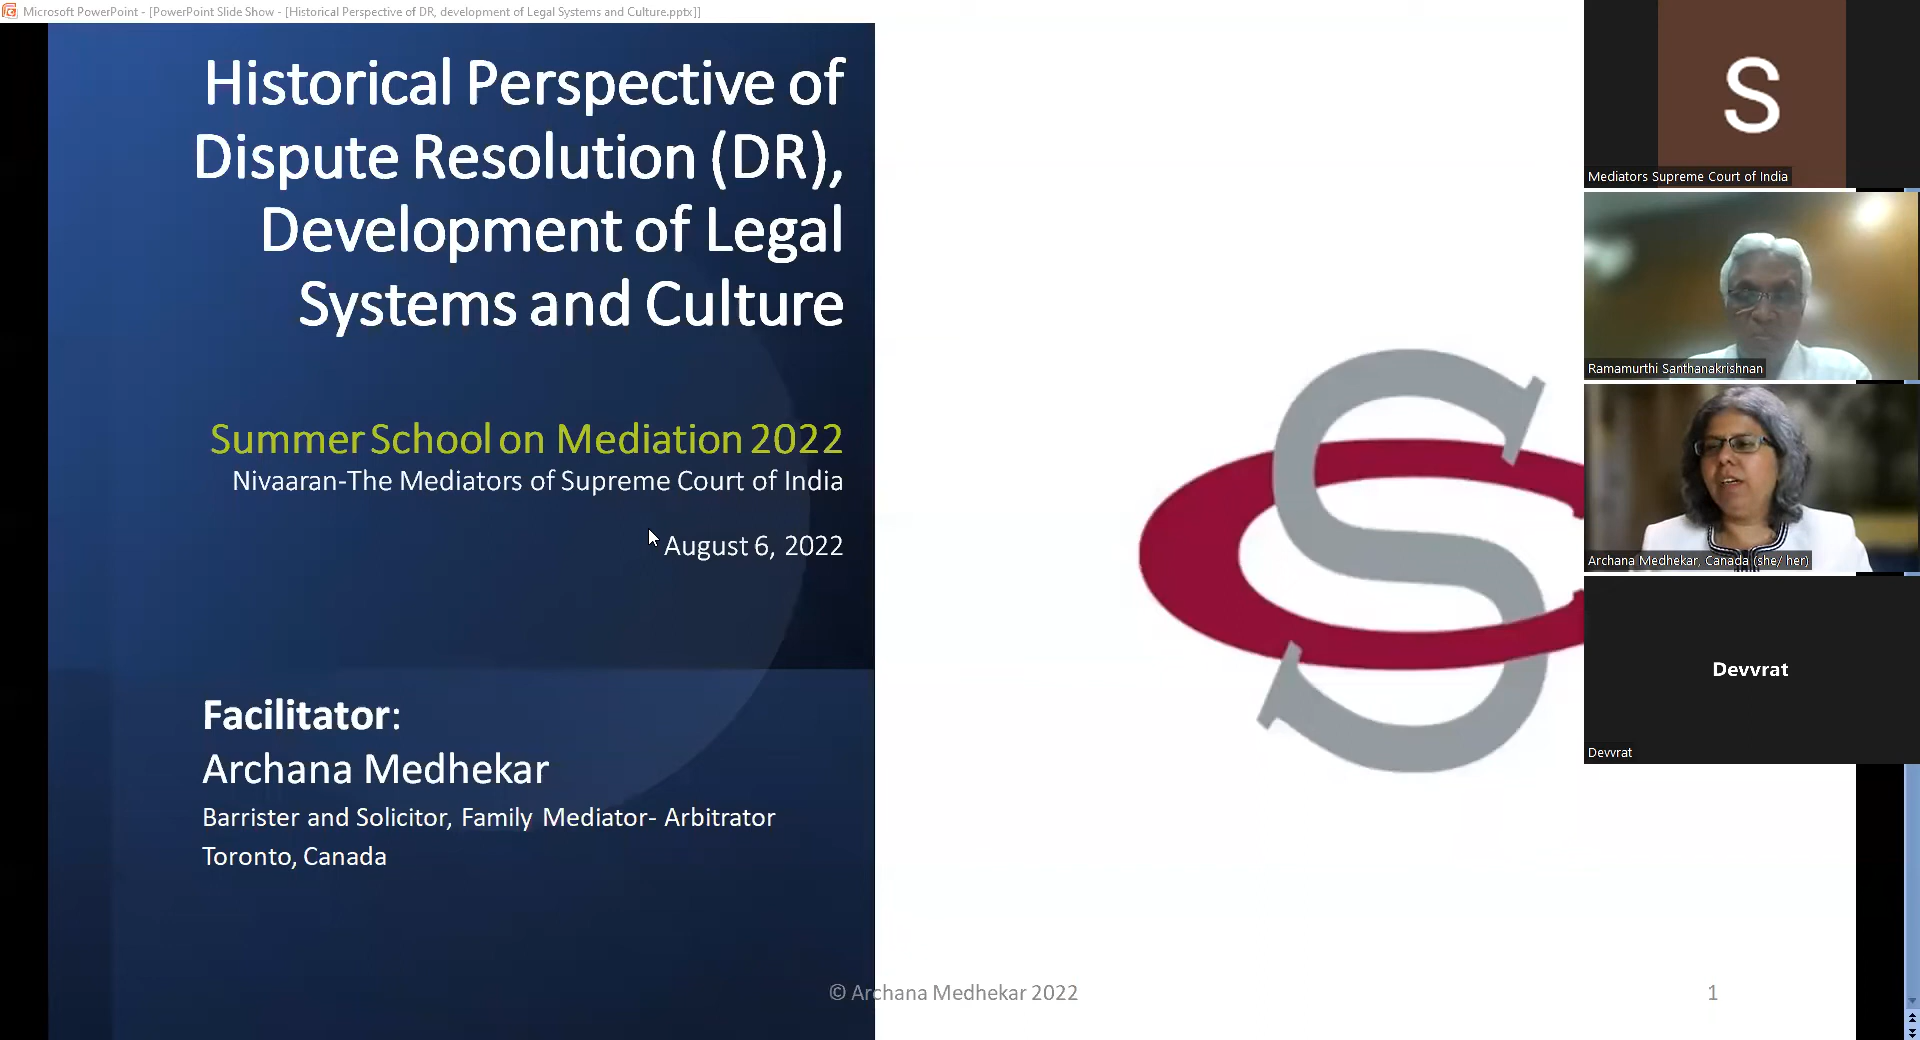 Microsoft PowerPoint - [PowerPoint Slide Show - [Historical Perspective of DR, development of Legal Systems and Culture.pptx]]
Historical Perspective of
Dispute Resolution (DR),
Development of Legal
Systems and Culture
Summer School on Mediation 2022
Nivaaran-The Mediators of Supreme Court of India
August 6, 2022
Facilitator:
Archana Medhekar
Barrister and Solicitor, Family Mediator- Arbitrator
Toronto, Canada
© Archana Medhekar 2022
1
S
C
S
Mediators Supreme Court of India
Ramamurthi Santhanakrishnan
Archana Medhekar, Canada (she/ her)
Devvrat
Devvrat